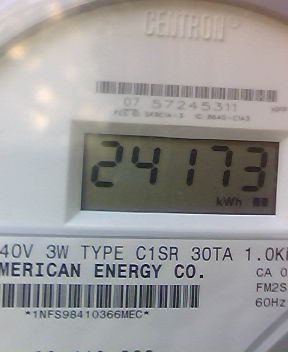 CENTRON®
07 57245311
24173
kWh
40V 3W TYPE C1SR 30TA 1.0K
MERICAN ENERGY CO.
CA 0
FM2S
60Hz
*1NFS98410366MEC*